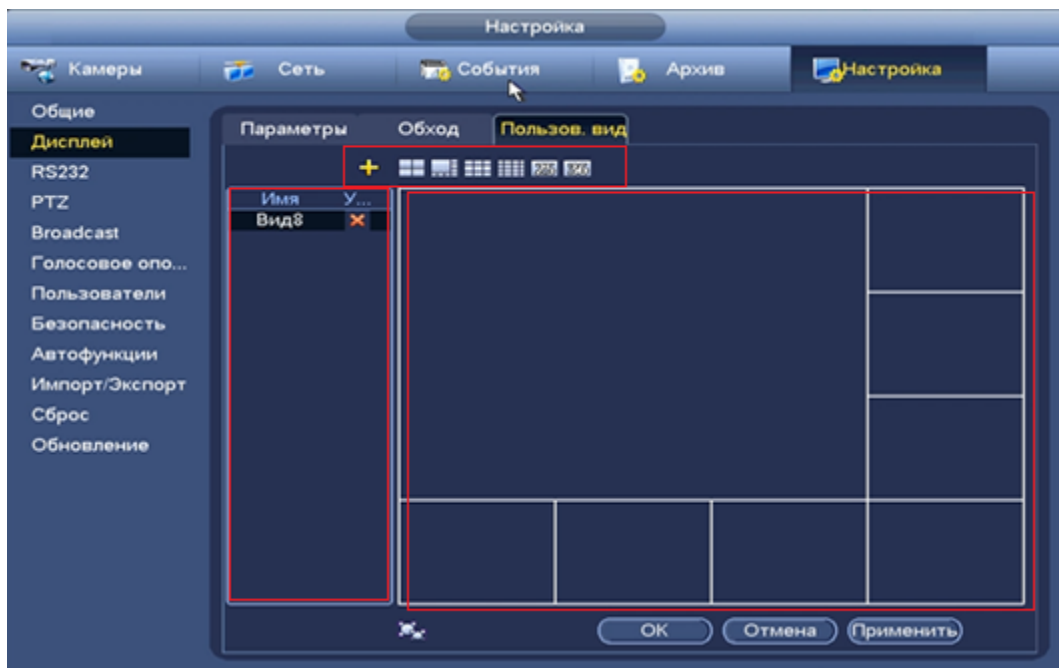 Настройка
Камеры Сеть События Архив Настройка
Общие
Дисплей
RS232
PTZ
Broadcast
Голосовое опо...
Пользователи
Безопасность
Автофункции
Импорт/Экспорт
Сброс
Обновление
Параметры Обход Пользов. вид
Имя У...
Вид8
OK Отмена Применить